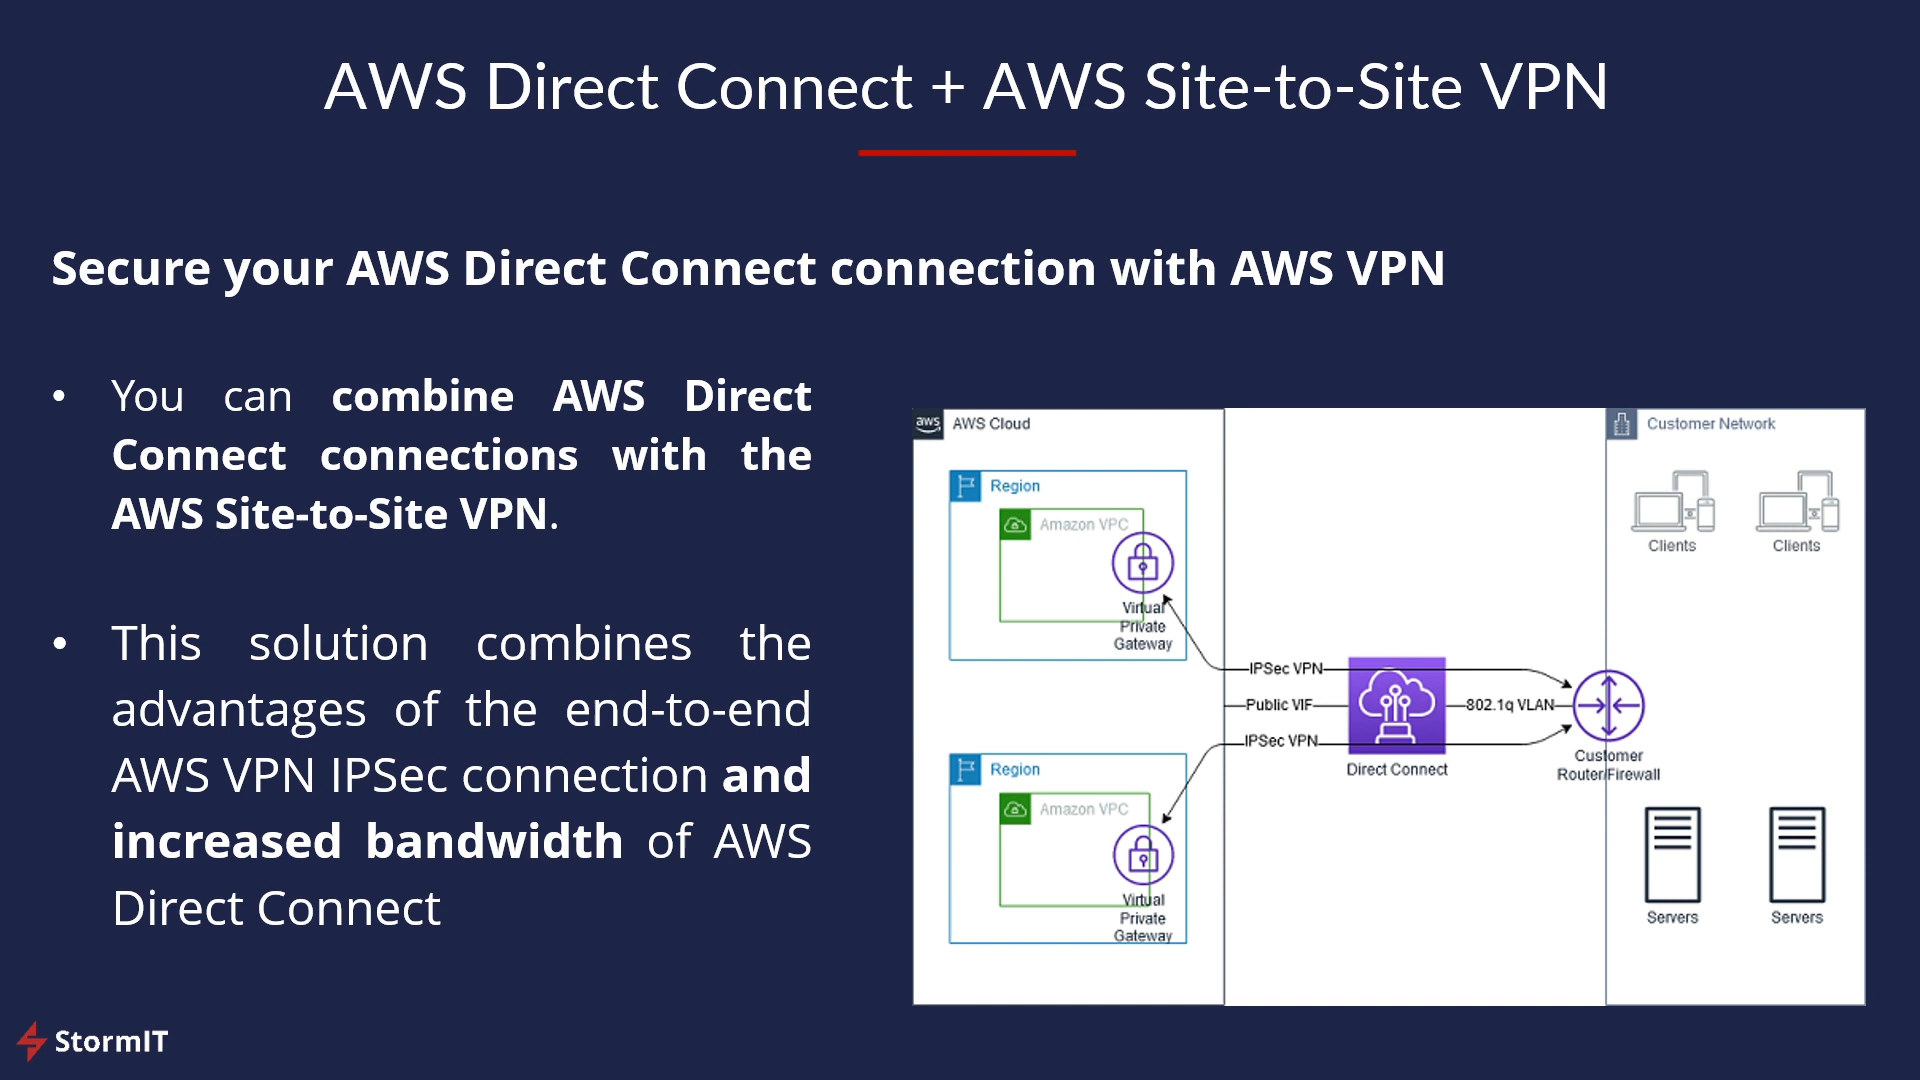 AWS Direct Connect + AWS Site-to-Site VPN
Secure your AWS Direct Connect connection with AWS VPN
• You can combine AWS Direct
Connect connections with the
AWS Site-to-Site VPN.
• This solution combines the
advantages of the end-to-end
AWS VPN IPSec connection and
increased bandwidth of AWS
Direct Connect
aws
AWS Cloud
Region
Amazon VPC
Virtual
Private
Gateway
Region
Amazon VPC
Virtual
Private
Gateway
IPSec VPN
Public VIF
IPSec VPN
Direct Connect
802.1q VLAN
Customer
Router/Firewall
Customer Network
Clients
Clients
Servers
Servers
StormIT